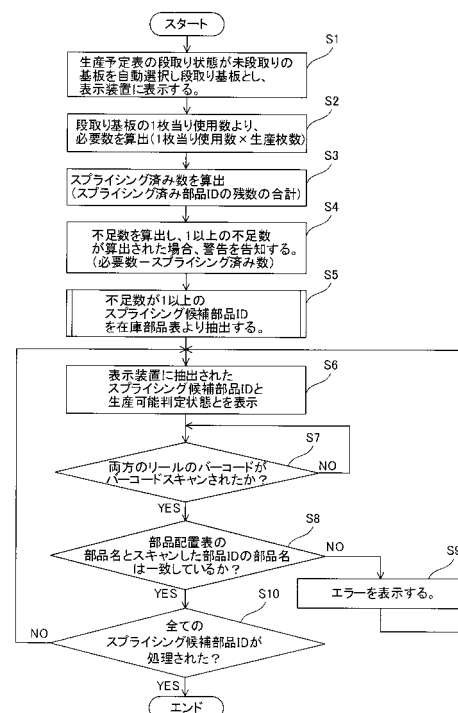 スタート
S1
生産予定表の段取り状態が未段取りの
基板を自動選択し段取り基板とし、
表示装置に表示する。
S2
段取り基板の1枚当り使用数より、
必要数を算出(1枚当り使用数×生産枚数)
S3
スプライシング済み数を算出
(スプライシング済み部品IDの残数の合計)
S4
不足数を算出し、1以上の不足数
が算出された場合、警告を告知する。
(必要数ースプライシング済み数)
S5
不足数が1以上の
スプライシング候補部品ID
を在庫部品表より抽出する。
S6
表示装置に抽出された
スプライシング候補部品IDと
生産可能判定状態とを表示
S7
両方のリールのバーコードが
バーコードスキャンされたか?
NO
YES
S8
部品配置表の
部品名とスキャンした部品IDの部品名
は一致しているか?
NO
YES
S9
エラーを表示する。
S10
全ての
スプライシング候補部品IDが
処理された?
NO
YES
エンド